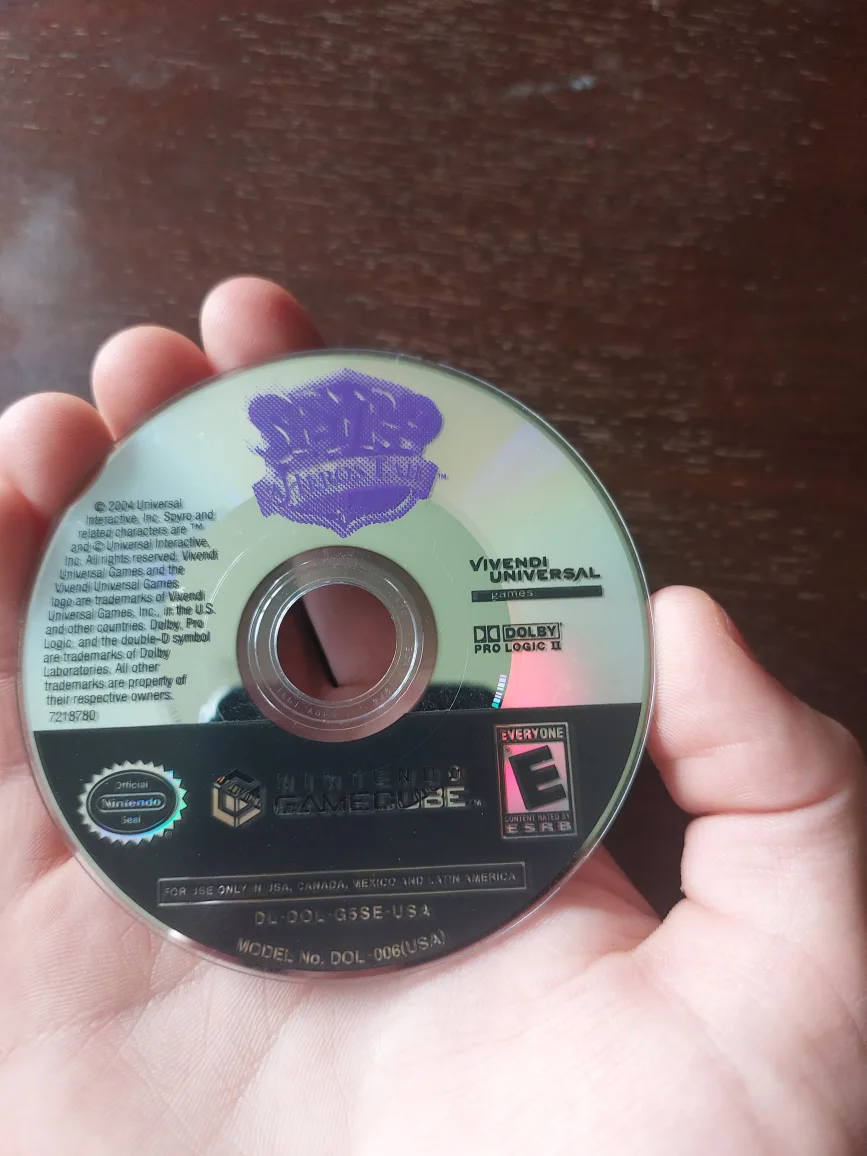 SPYRO
A HERO'S TAIL
™
© 2004 Universal
Interactive, Inc. Spyro and
related characters are ™
and © Universal Interactive,
Inc. All rights reserved. Vivendi
Universal Games and the
Vivendi Universal Games
logo are trademarks of Vivendi
Universal Games, Inc., in the U.S.
and other countries. Dolby, Pro
Logic, and the double-D symbol
are trademarks of Dolby
Laboratories. All other
trademarks are property of
their respective owners.
7218780
VIVENDI
UNIVERSAL
games
DOLBY
PRO LOGIC II
Official
Nintendo
Seal
NINTENDO
GAMECUBE™
EVERYONE
E
CONTENT RATED BY
ESRB
FOR USE ONLY IN USA, CANADA, MEXICO AND LATIN AMERICA
DL-DOL-G5SE-USA
MODEL No. DOL-006(USA)